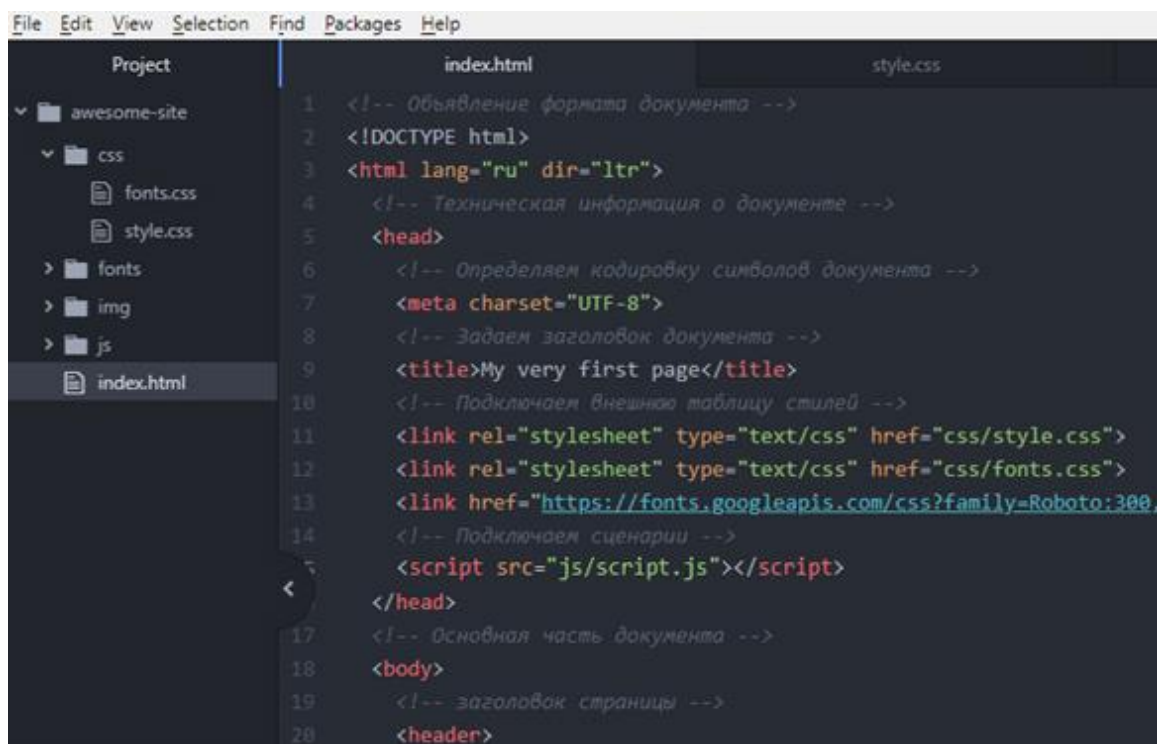 File Edit View Selection Find Packages Help
Project
index.html
style.css
awesome-site
css
fonts.css
style.css
fonts
img
js
index.html
1 <!-- Объявление формата документа -->
2 <!DOCTYPE html>
3 <html lang="ru" dir="ltr">
4 <!-- Техническая информация о документе -->
5 <head>
6 <!-- Определяем кодировку символов документа -->
7 <meta charset="UTF-8">
8 <!-- Задаем заголовок документа -->
9 <title>My very first page</title>
10 <!-- Подключаем внешнюю таблицу стилей -->
11 <link rel="stylesheet" type="text/css" href="css/style.css">
12 <link rel="stylesheet" type="text/css" href="css/fonts.css">
13 <link href="https://fonts.googleapis.com/css?family=Roboto:300,
14 <!-- Подключаем сценарии -->
<script src="js/script.js"></script>
</head>
17 <!-- Основная часть документа -->
18 <body>
19 <!-- заголовок страницы -->
20 <header>